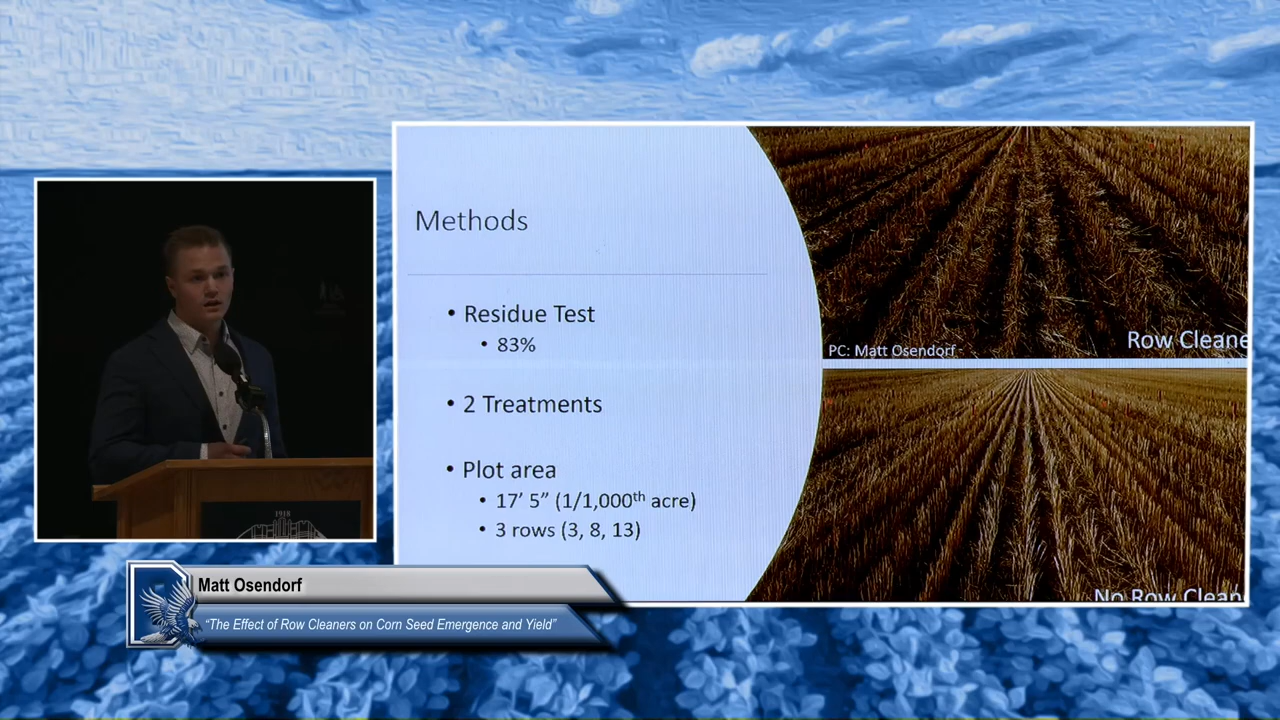 Methods
• Residue Test
• 83%
• 2 Treatments
• Plot area
• 17’ 5” (1/1,000th acre)
• 3 rows (3, 8, 13)
PC: Matt Osendorf
Row Cleane
No Row Clean
1918
Matt Osendorf
“The Effect of Row Cleaners on Corn Seed Emergence and Yield”